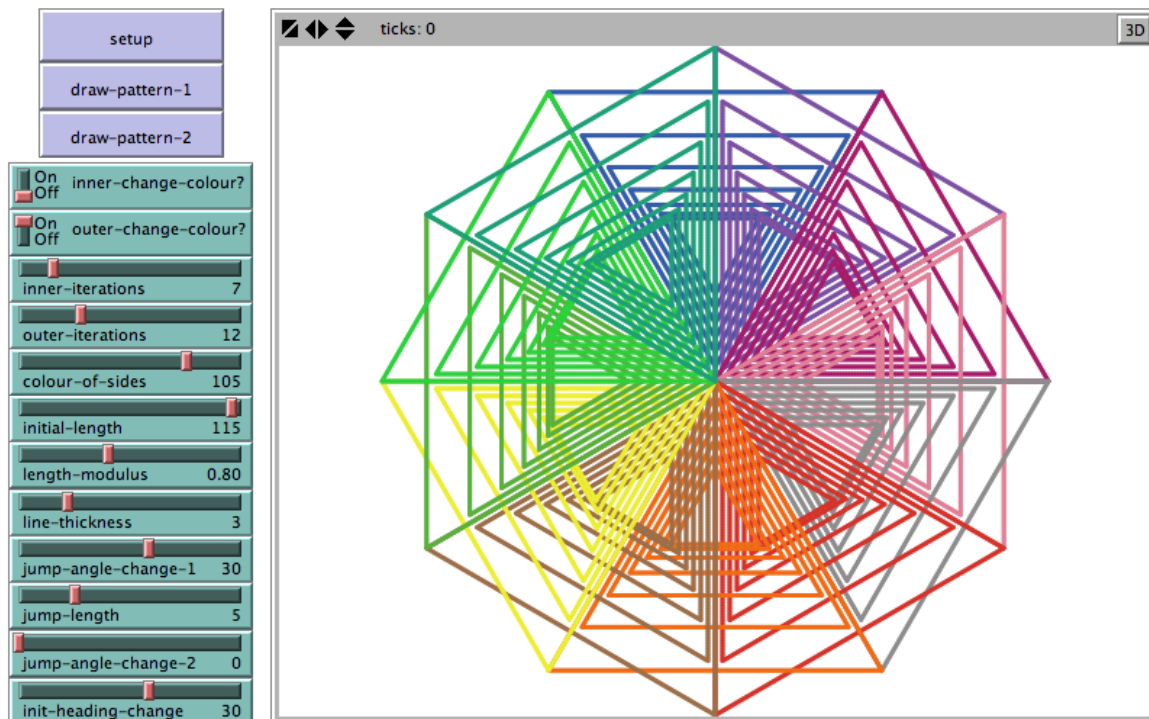 setup
draw-pattern-1
draw-pattern-2
On
Off
inner-change-colour?
On
Off
outer-change-colour?
inner-iterations 7
outer-iterations 12
colour-of-sides 105
initial-length 115
length-modulus 0.80
line-thickness 3
jump-angle-change-1 30
jump-length 5
jump-angle-change-2 0
init-heading-change 30
ticks: 0
3D